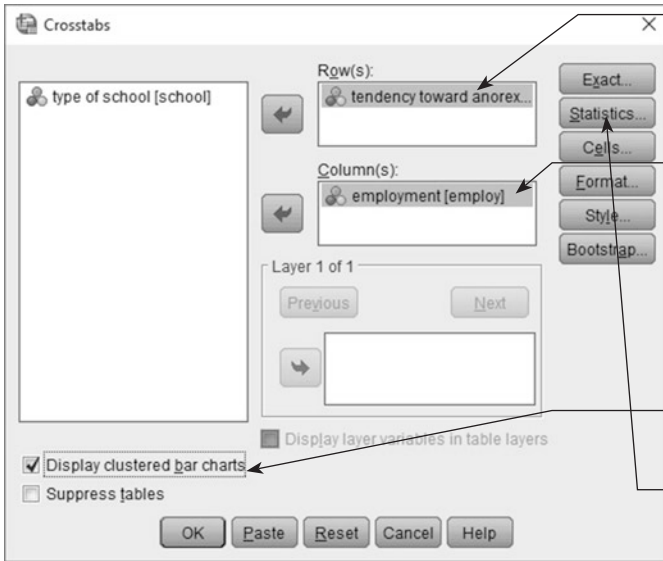 Crosstabs
type of school [school]
Row(s):
tendency toward anorex...
Column(s):
employment [employ]
Layer 1 of 1
Previous
Next
Display layer variables in table layers
Exact...
Statistics...
Cells...
Format...
Style...
Bootstrap...
Display clustered bar charts
Suppress tables
OK Paste Reset Cancel Help